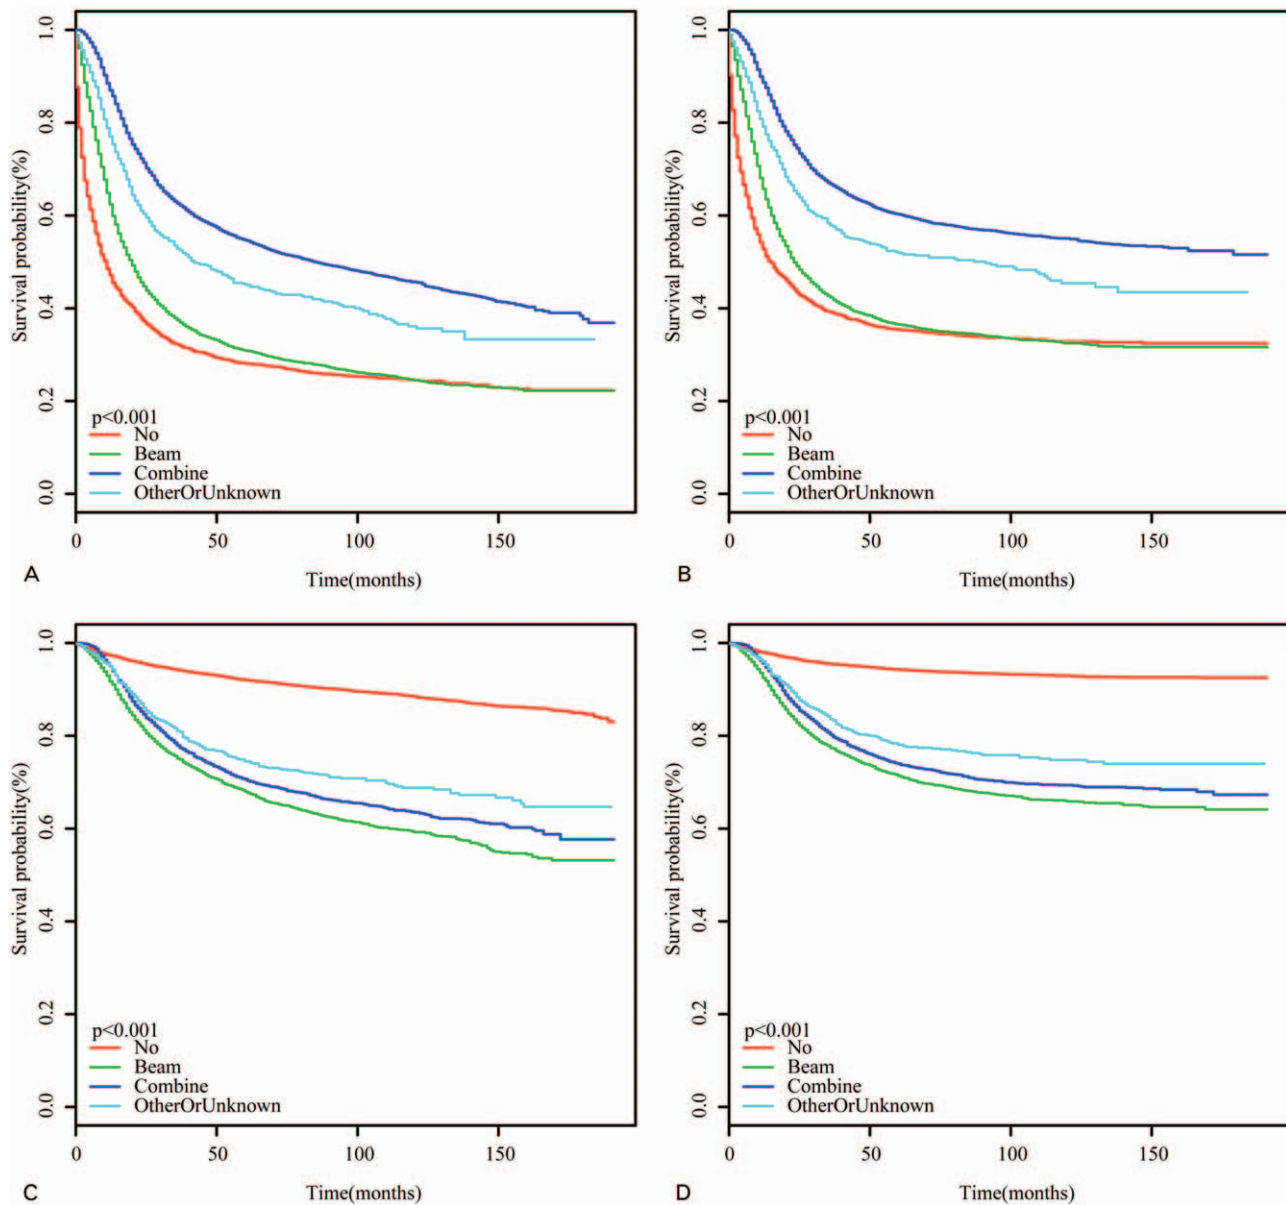 1.0
0.8
0.6
0.4
0.2
0.0
Survival probability(%)
p<0.001
No
Beam
Combine
OtherOrUnknown
0 50 100 150
Time(months)
A
1.0
0.8
0.6
0.4
0.2
0.0
Survival probability(%)
p<0.001
No
Beam
Combine
OtherOrUnknown
0 50 100 150
Time(months)
B
1.0
0.8
0.6
0.4
0.2
0.0
Survival probability(%)
p<0.001
No
Beam
Combine
OtherOrUnknown
0 50 100 150
Time(months)
C
1.0
0.8
0.6
0.4
0.2
0.0
Survival probability(%)
p<0.001
No
Beam
Combine
OtherOrUnknown
0 50 100 150
Time(months)
D